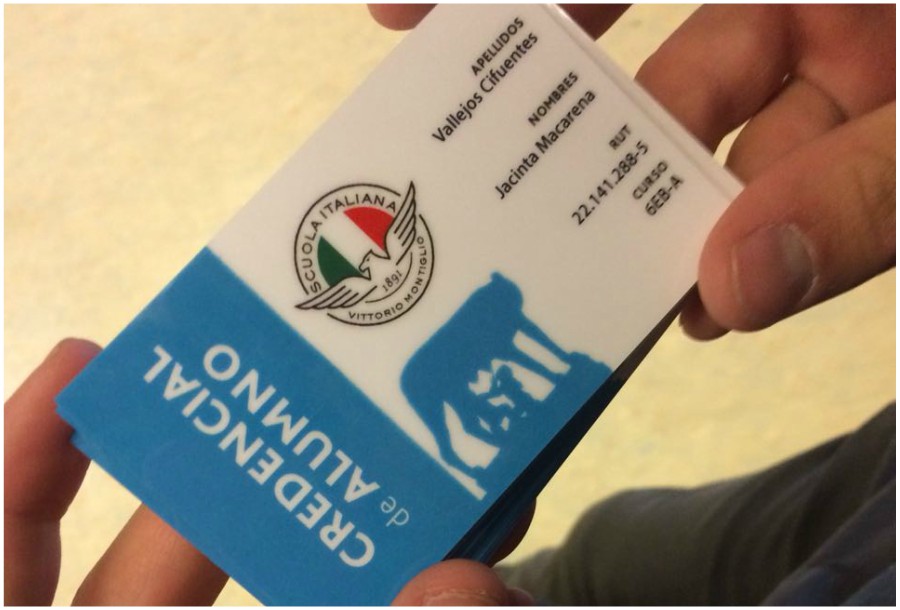 APELLIDOS
Vallejos Cifuentes
NOMBRES
Jacinta Macarena
RUT
22.141.288-5
CURSO
6EB-A
SCUOLA ITALIANA
1891
VITTORIO MONTIGLIO
CREDENCIAL
de ALUMNO